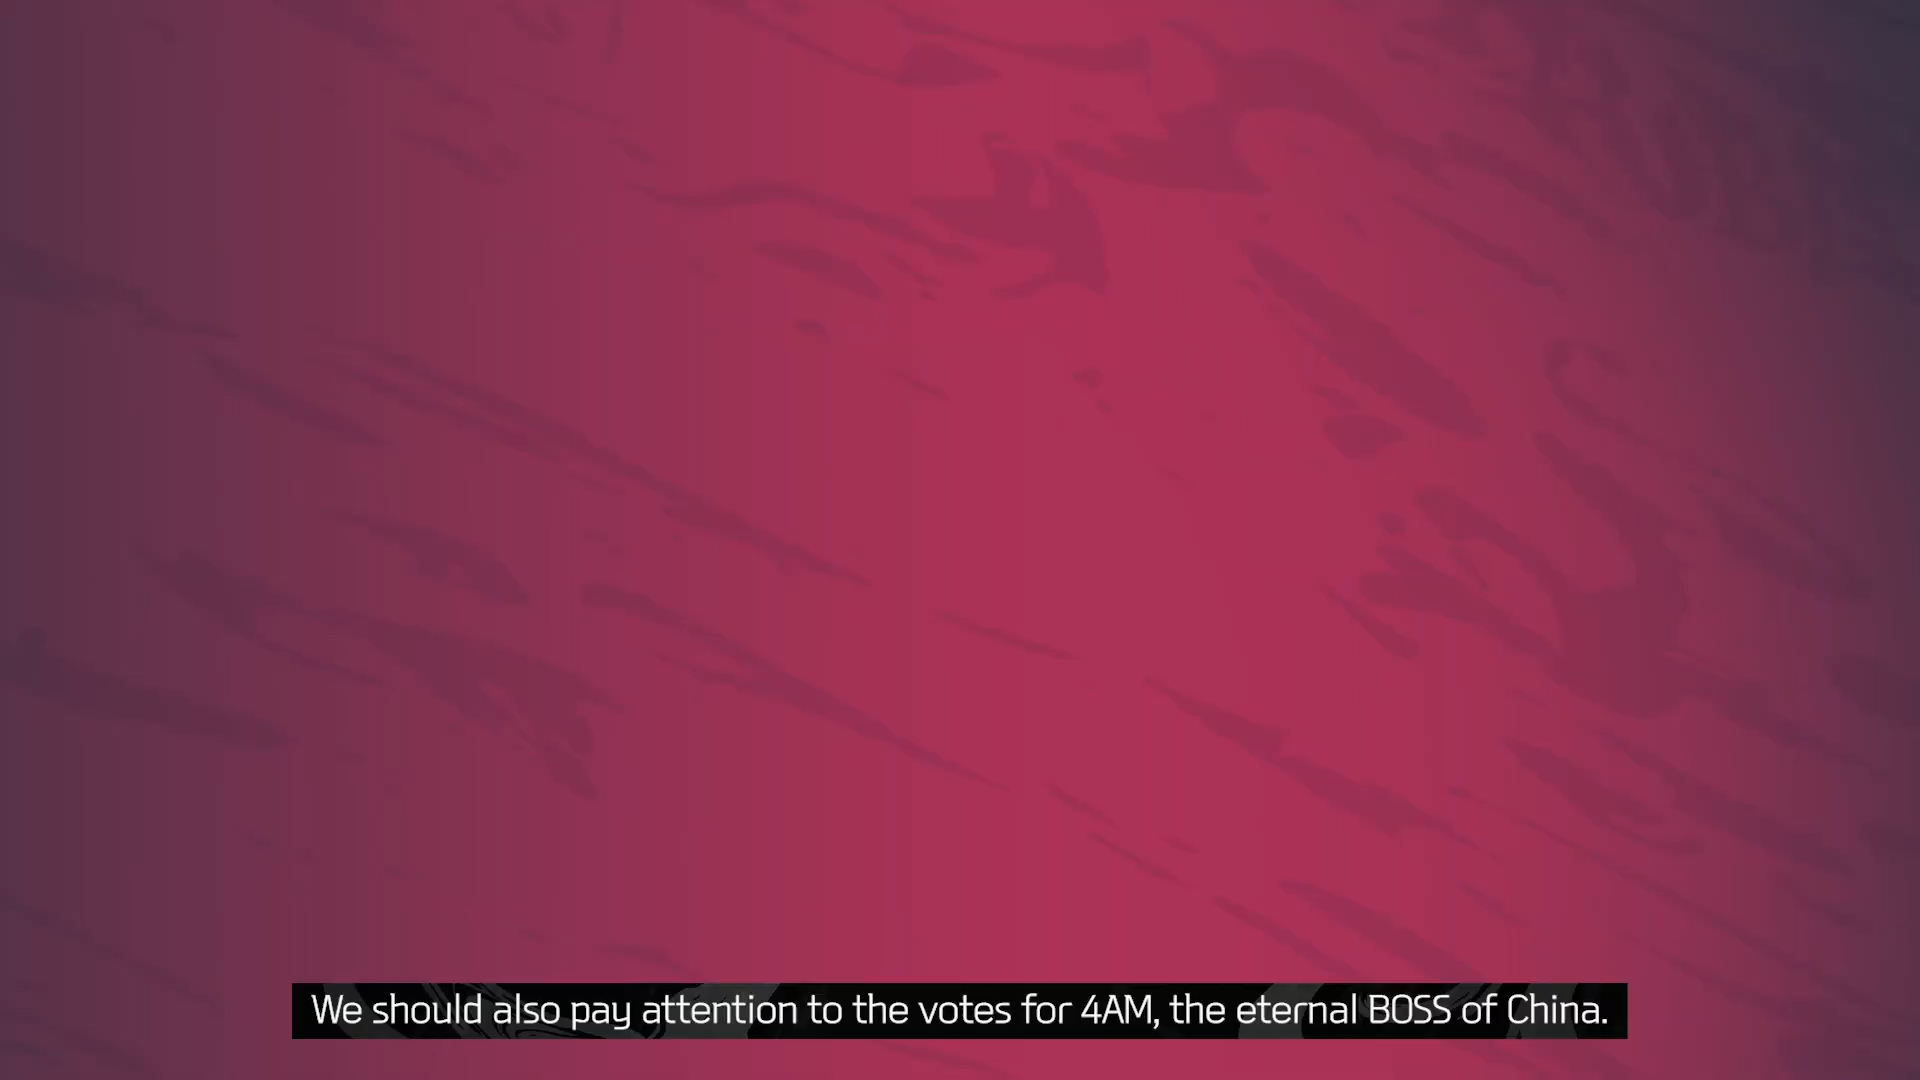 We should also pay attention to the votes for 4AM, the eternal BOSS of China.